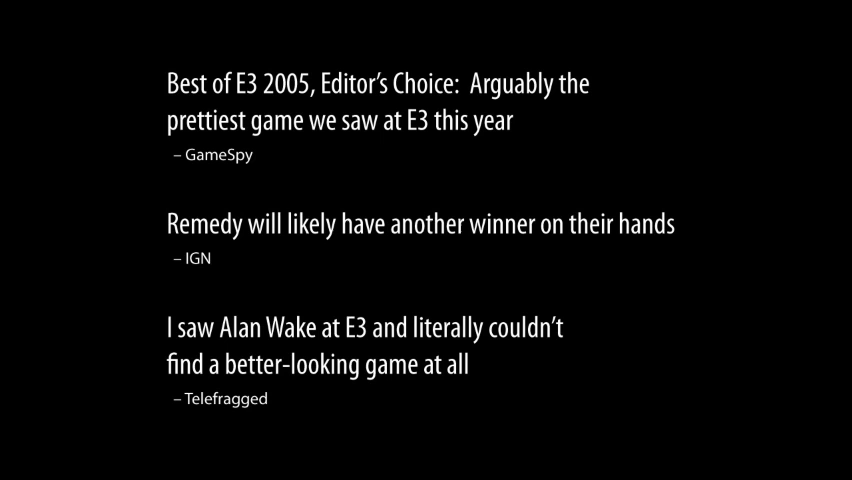 Best of E3 2005, Editor’s Choice:  Arguably the
prettiest game we saw at E3 this year
– GameSpy
Remedy will likely have another winner on their hands
– IGN
I saw Alan Wake at E3 and literally couldn’t
find a better-looking game at all
– Telefragged